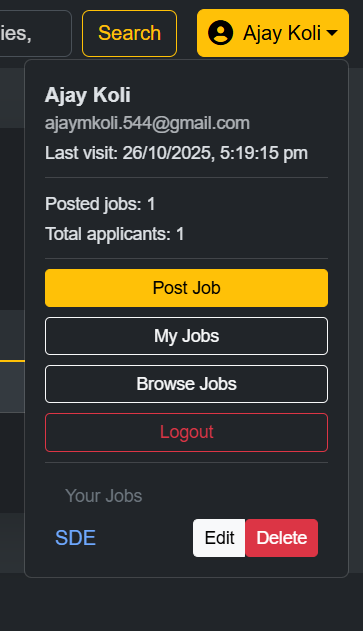 ies,
Search
Ajay Koli
Ajay Koli
ajaymkoli.544@gmail.com
Last visit: 26/10/2025, 5:19:15 pm
Posted jobs: 1
Total applicants: 1
Post Job
My Jobs
Browse Jobs
Logout
Your Jobs
SDE
Edit
Delete